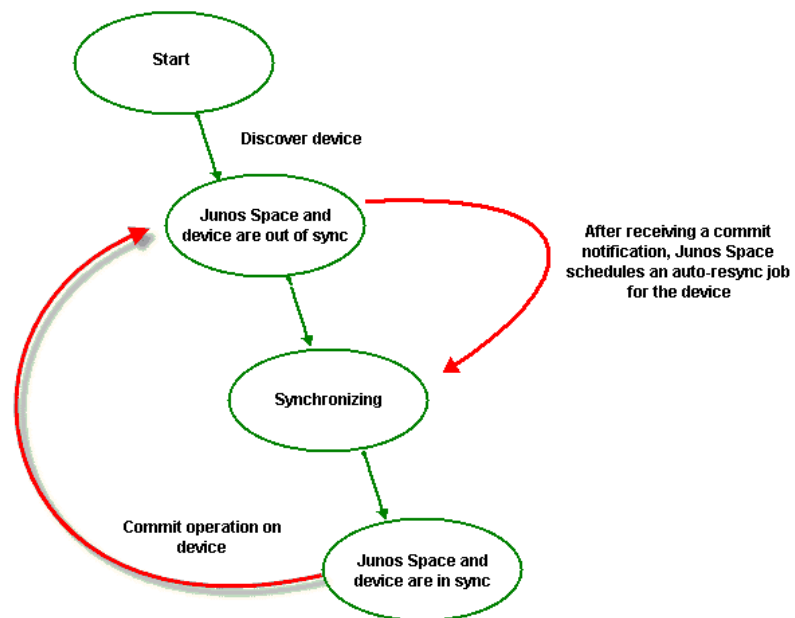 Start
Discover device
Junos Space and
device are out of sync
After receiving a commit
notification, Junos Space
schedules an auto-resync job
for the device
Synchronizing
Commit operation on
device
Junos Space and
device are in sync